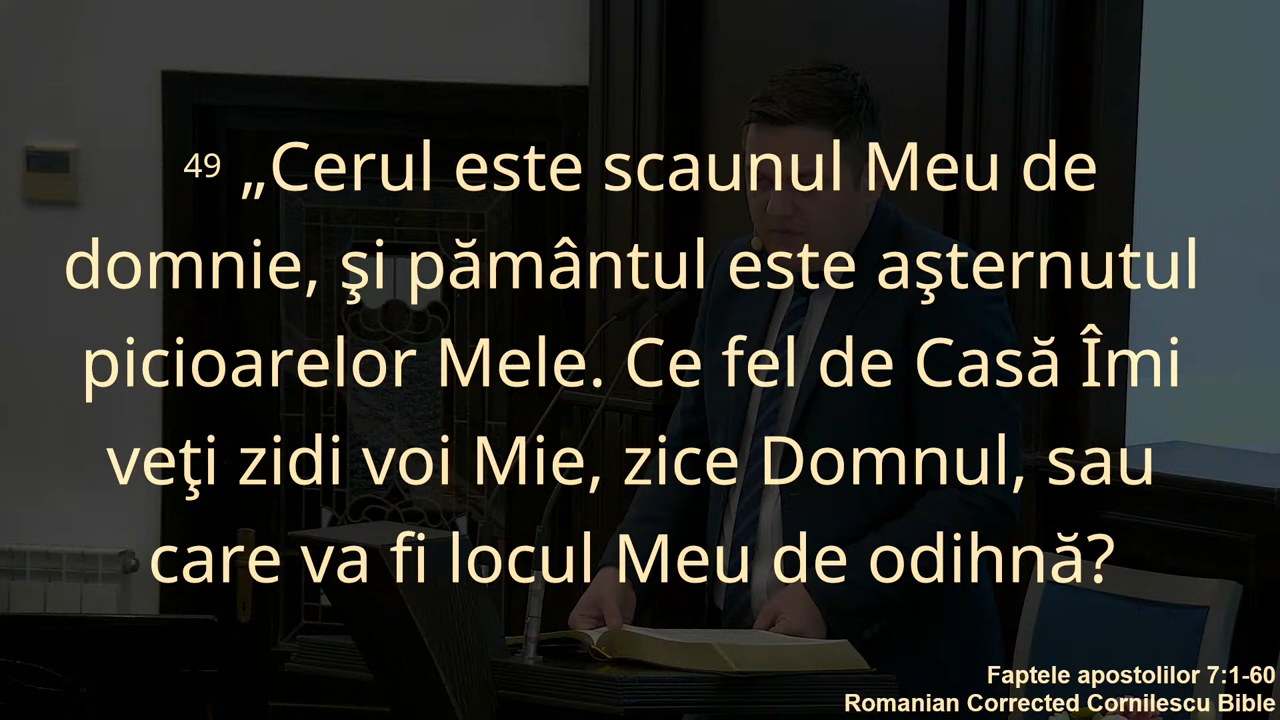 49 „Cerul este scaunul Meu de
domnie, şi pământul este aşternutul
picioarelor Mele. Ce fel de Casă Îmi
veţi zidi voi Mie, zice Domnul, sau
care va fi locul Meu de odihnă?
Faptele apostolilor 7:1-60
Romanian Corrected Cornilescu Bible